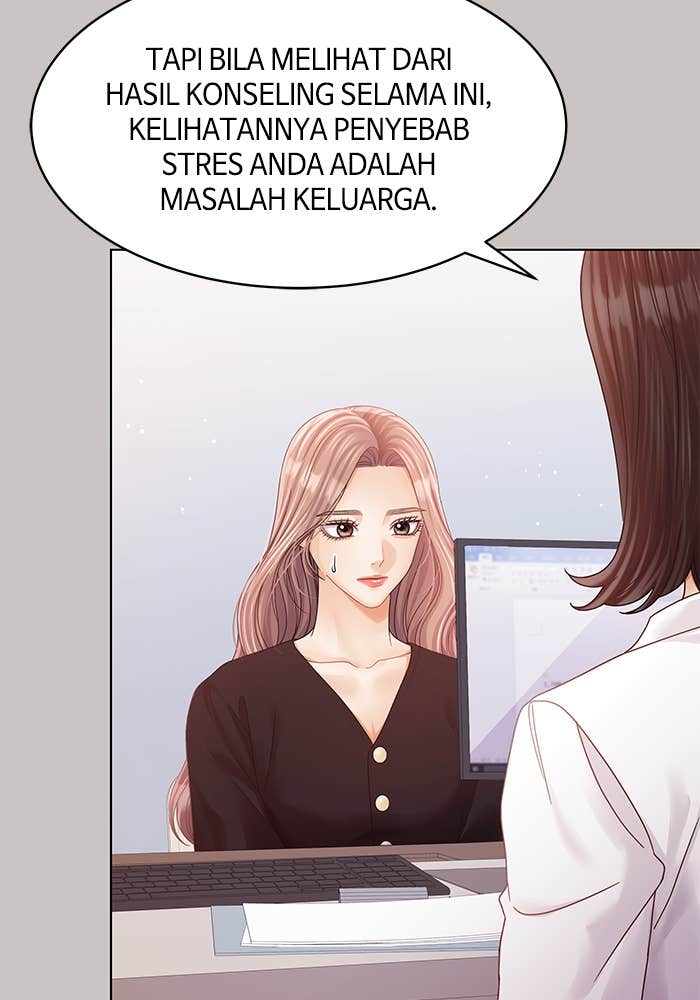 TAPI BILA MELIHAT DARI
HASIL KONSELING SELAMA INI,
KELIHATANNYA PENYEBAB
STRES ANDA ADALAH
MASALAH KELUARGA.